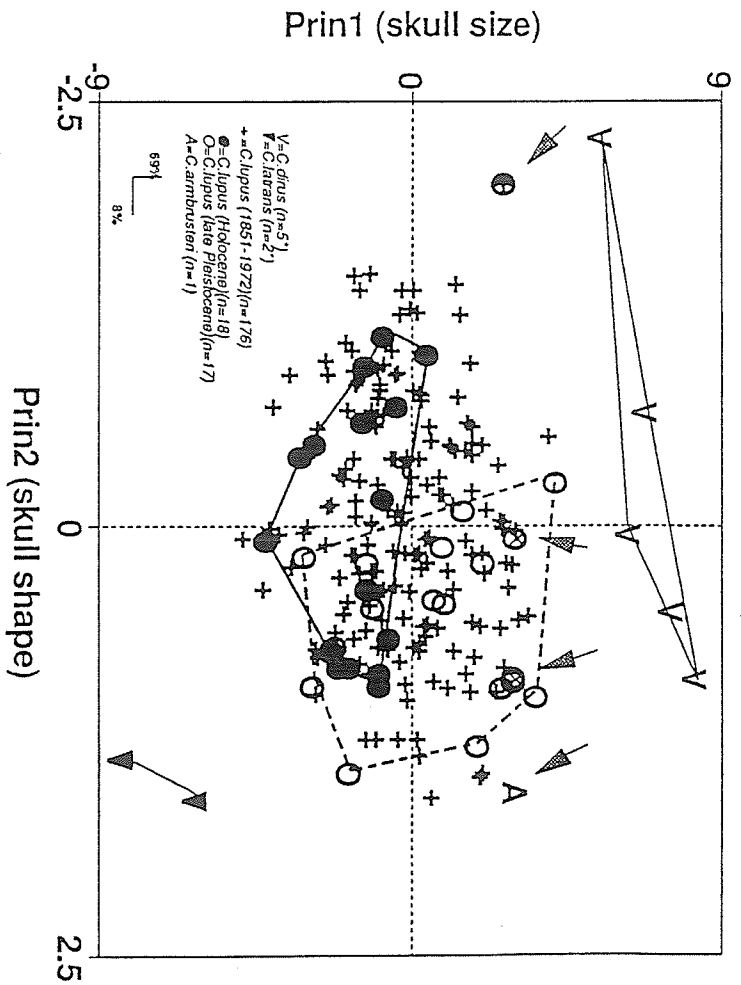 Prin1 (skull size)
-9
0
9
-2.5
0
2.5
Prin2 (skull shape)
V=C.dirus (n=5*)
▼=C.latrans (n=2*)
+=C.lupus (1851-1972)(n=176)
●=C.lupus (Holocene)(n=18)
O=C.lupus (late Pleistocene)(n=17)
A=C.armbrusteri (n=1)
69%
8%
V
V
V
V
V
A